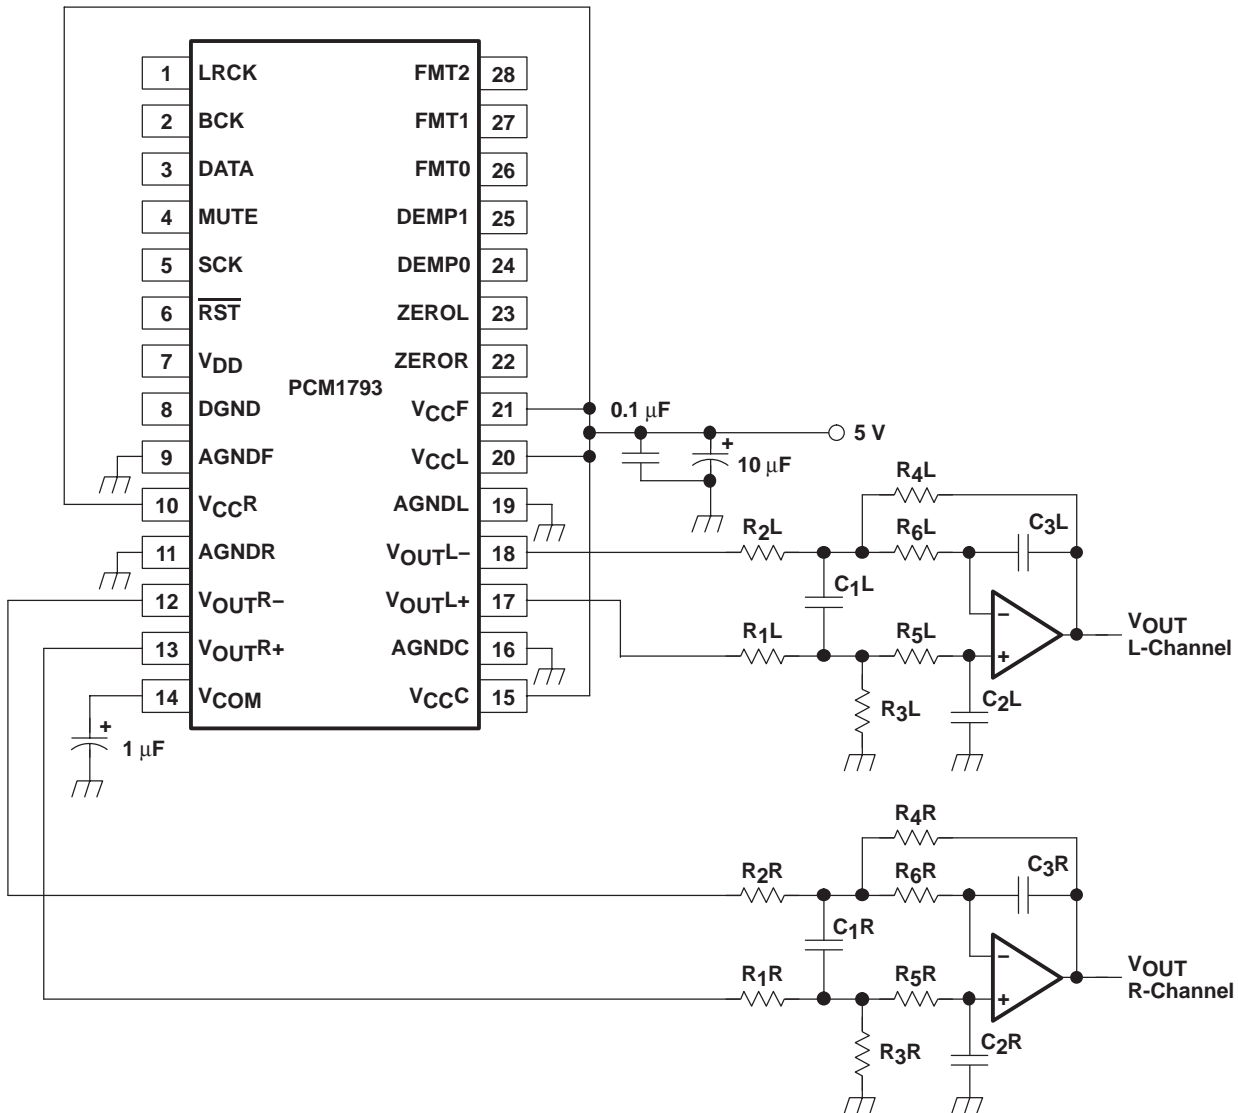 1 LRCK FMT2 28
2 BCK FMT1 27
3 DATA FMT0 26
4 MUTE DEMP1 25
5 SCK DEMP0 24
6 RST ZEROL 23
7 VDD ZEROR 22
PCM1793
8 DGND VCCF 21
9 AGNDF VCCL 20
10 VCCR AGNDL 19
11 AGNDR VOUTL– 18
12 VOUTR– VOUTL+ 17
13 VOUTR+ AGNDC 16
14 VCOM VCCC 15
+
1 μF
0.1 μF
+
10 μF
5 V
R4L
R2L
R6L
C3L
C1L
–
R1L
R5L
+
VOUT
L-Channel
R3L
C2L
R4R
R2R
R6R
C3R
C1R
–
R1R
R5R
+
VOUT
R-Channel
R3R
C2R